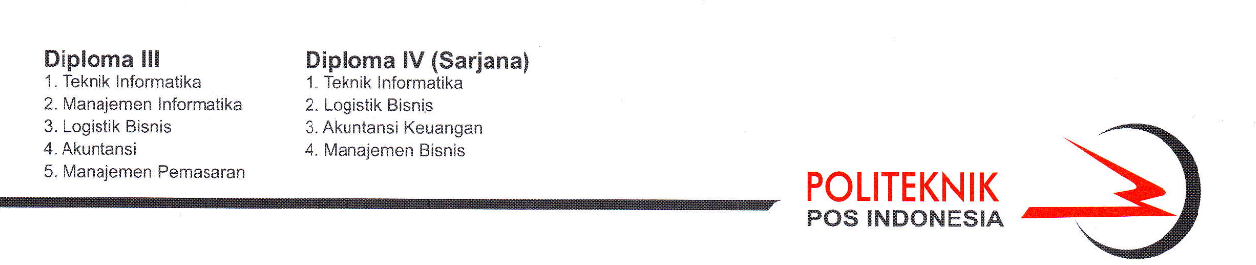 Diploma III
1. Teknik Informatika
2. Manajemen Informatika
3. Logistik Bisnis
4. Akuntansi
5. Manajemen Pemasaran
Diploma IV (Sarjana)
1. Teknik Informatika
2. Logistik Bisnis
3. Akuntansi Keuangan
4. Manajemen Bisnis
POLITEKNIK
POS INDONESIA